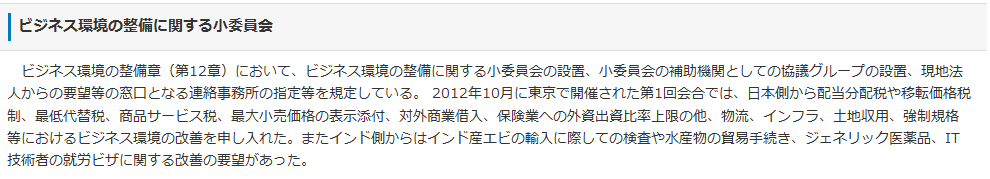 ビジネス環境の整備に関する小委員会
　ビジネス環境の整備章（第12章）において、ビジネス環境の整備に関する小委員会の設置、小委員会の補助機関としての協議グループの設置、現地法
人からの要望等の窓口となる連絡事務所の指定等を規定している。 2012年10月に東京で開催された第1回会合では、日本側から配当分配税や移転価格税
制、最低代替税、商品サービス税、最大小売価格の表示添付、対外商業借入、保険業への外資出資比率上限の他、物流、インフラ、土地収用、強制規格
等におけるビジネス環境の改善を申し入れた。またインド側からはインド産エビの輸入に際しての検査や水産物の貿易手続き、ジェネリック医薬品、IT
技術者の就労ビザに関する改善の要望があった。